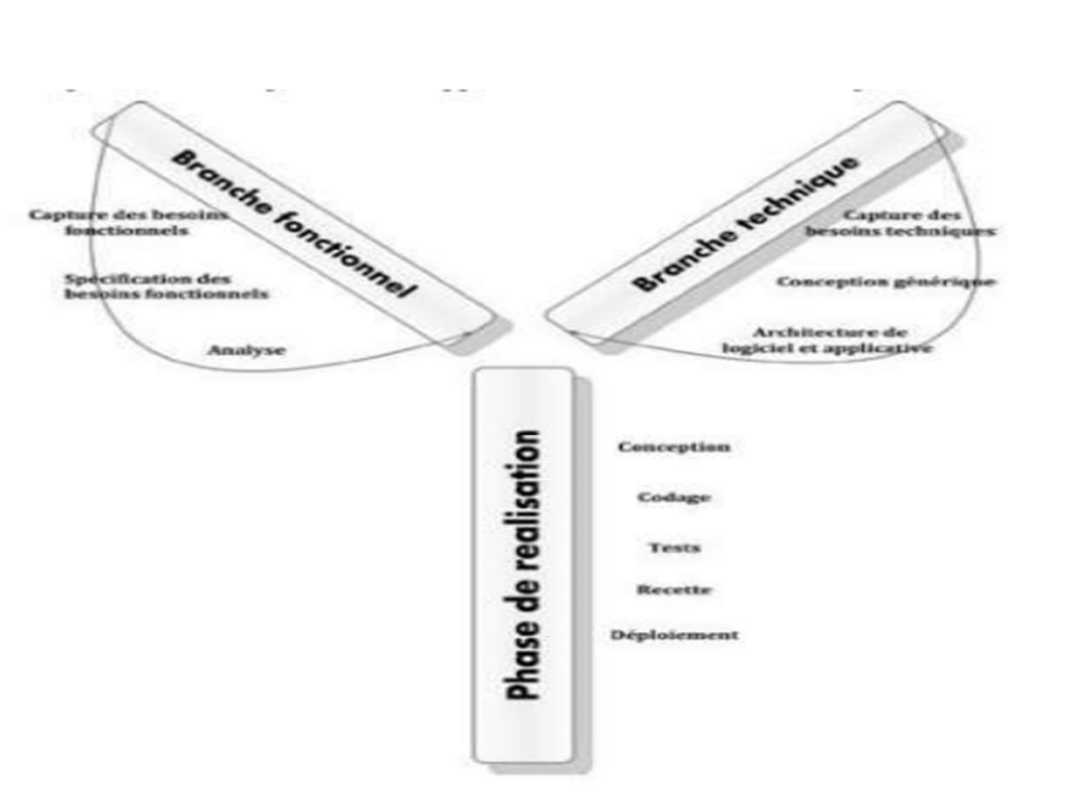 Branche fonctionnel
Capture des besoins
fonctionnels
Spécification des
besoins fonctionnels
Analyse
Branche technique
Capture des
besoins techniques
Conception générique
Architecture de
logiciel et applicative
Phase de realisation
Conception
Codage
Tests
Recette
Déploiement